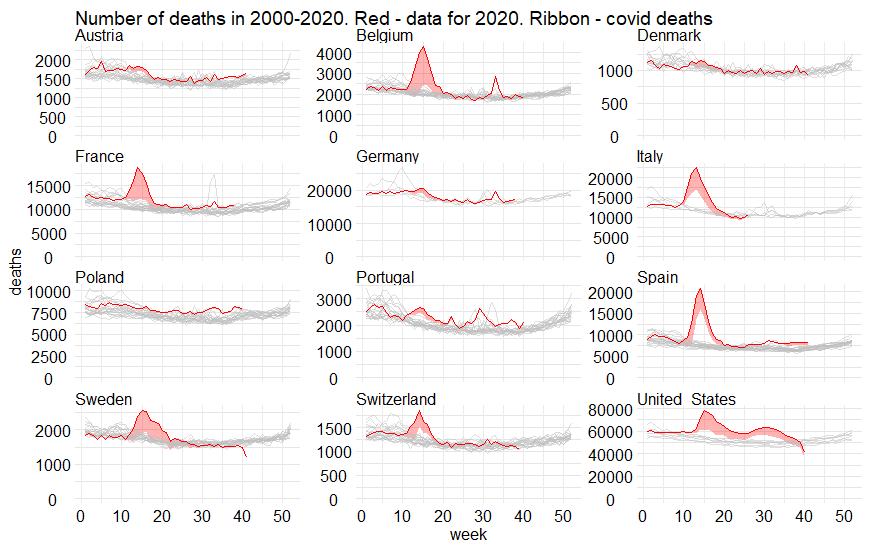 Number of deaths in 2000-2020. Red - data for 2020. Ribbon - covid deaths
Austria Belgium Denmark
2000 1500 1000 500 0
4000 3000 2000 1000 0
1000 500 0
France Germany Italy
15000 10000 5000 0
20000 10000 0
20000 15000 10000 5000 0
deaths
Poland Portugal Spain
10000 7500 5000 2500 0
3000 2000 1000 0
20000 15000 10000 5000 0
Sweden Switzerland United States
2000 1000 0
1500 1000 500 0
80000 60000 40000 20000 0
0 10 20 30 40 50 0 10 20 30 40 50 0 10 20 30 40 50
week